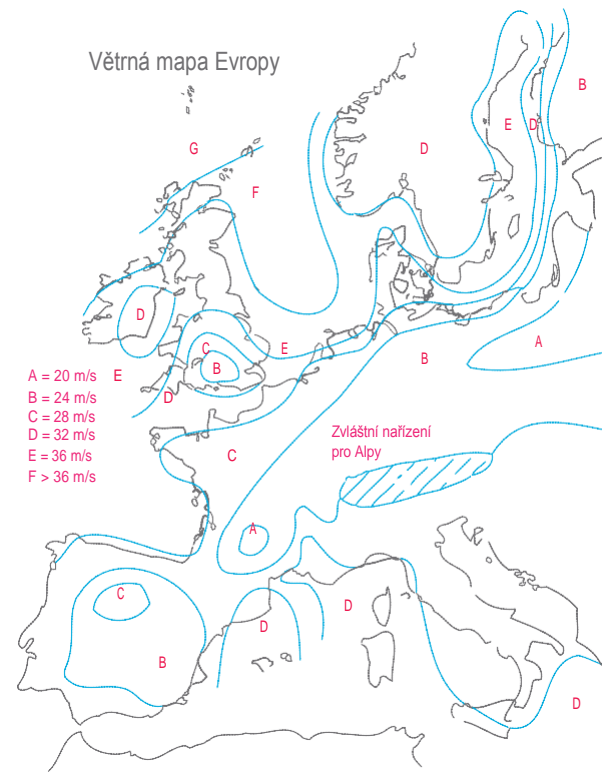 Větrná mapa Evropy
B
E
D
G
D
F
D
C
E
B
A
B
A = 20 m/s
E
B = 24 m/s
D
C = 28 m/s
D = 32 m/s
E = 36 m/s
F > 36 m/s
Zvláštní nařízení
pro Alpy
C
A
C
D
D
B
D